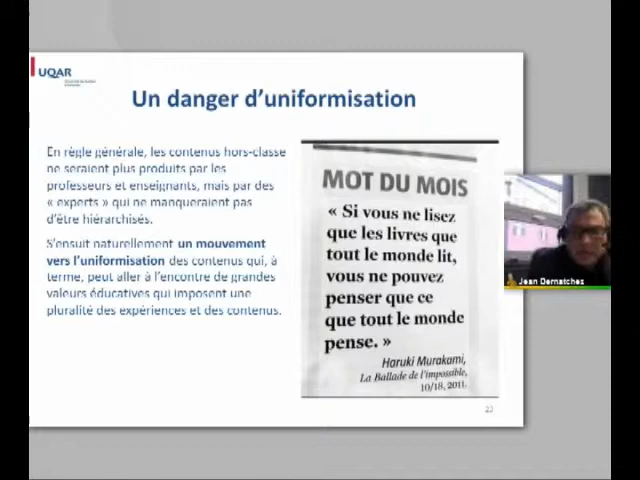 UQAR
Un danger d'uniformisation
En règle générale, les contenus hors-classe
ne seraient plus produits par les
professeurs et enseignants, mais par des
« experts » qui ne manqueraient pas
d'être hiérarchisés.
S'ensuit naturellement un mouvement
vers l'uniformisation des contenus qui, à
terme, peut aller à l'encontre de grandes
valeurs éducatives qui imposent une
pluralité des expériences et des contenus.
MOT DU MOIS
« Si vous ne lisez
que les livres que
tout le monde lit,
vous ne pouvez
penser que ce
que tout le monde
pense. »
Haruki Murakami,
La Ballade de l'impossible,
10/18, 2011.
Jean Dernatchez